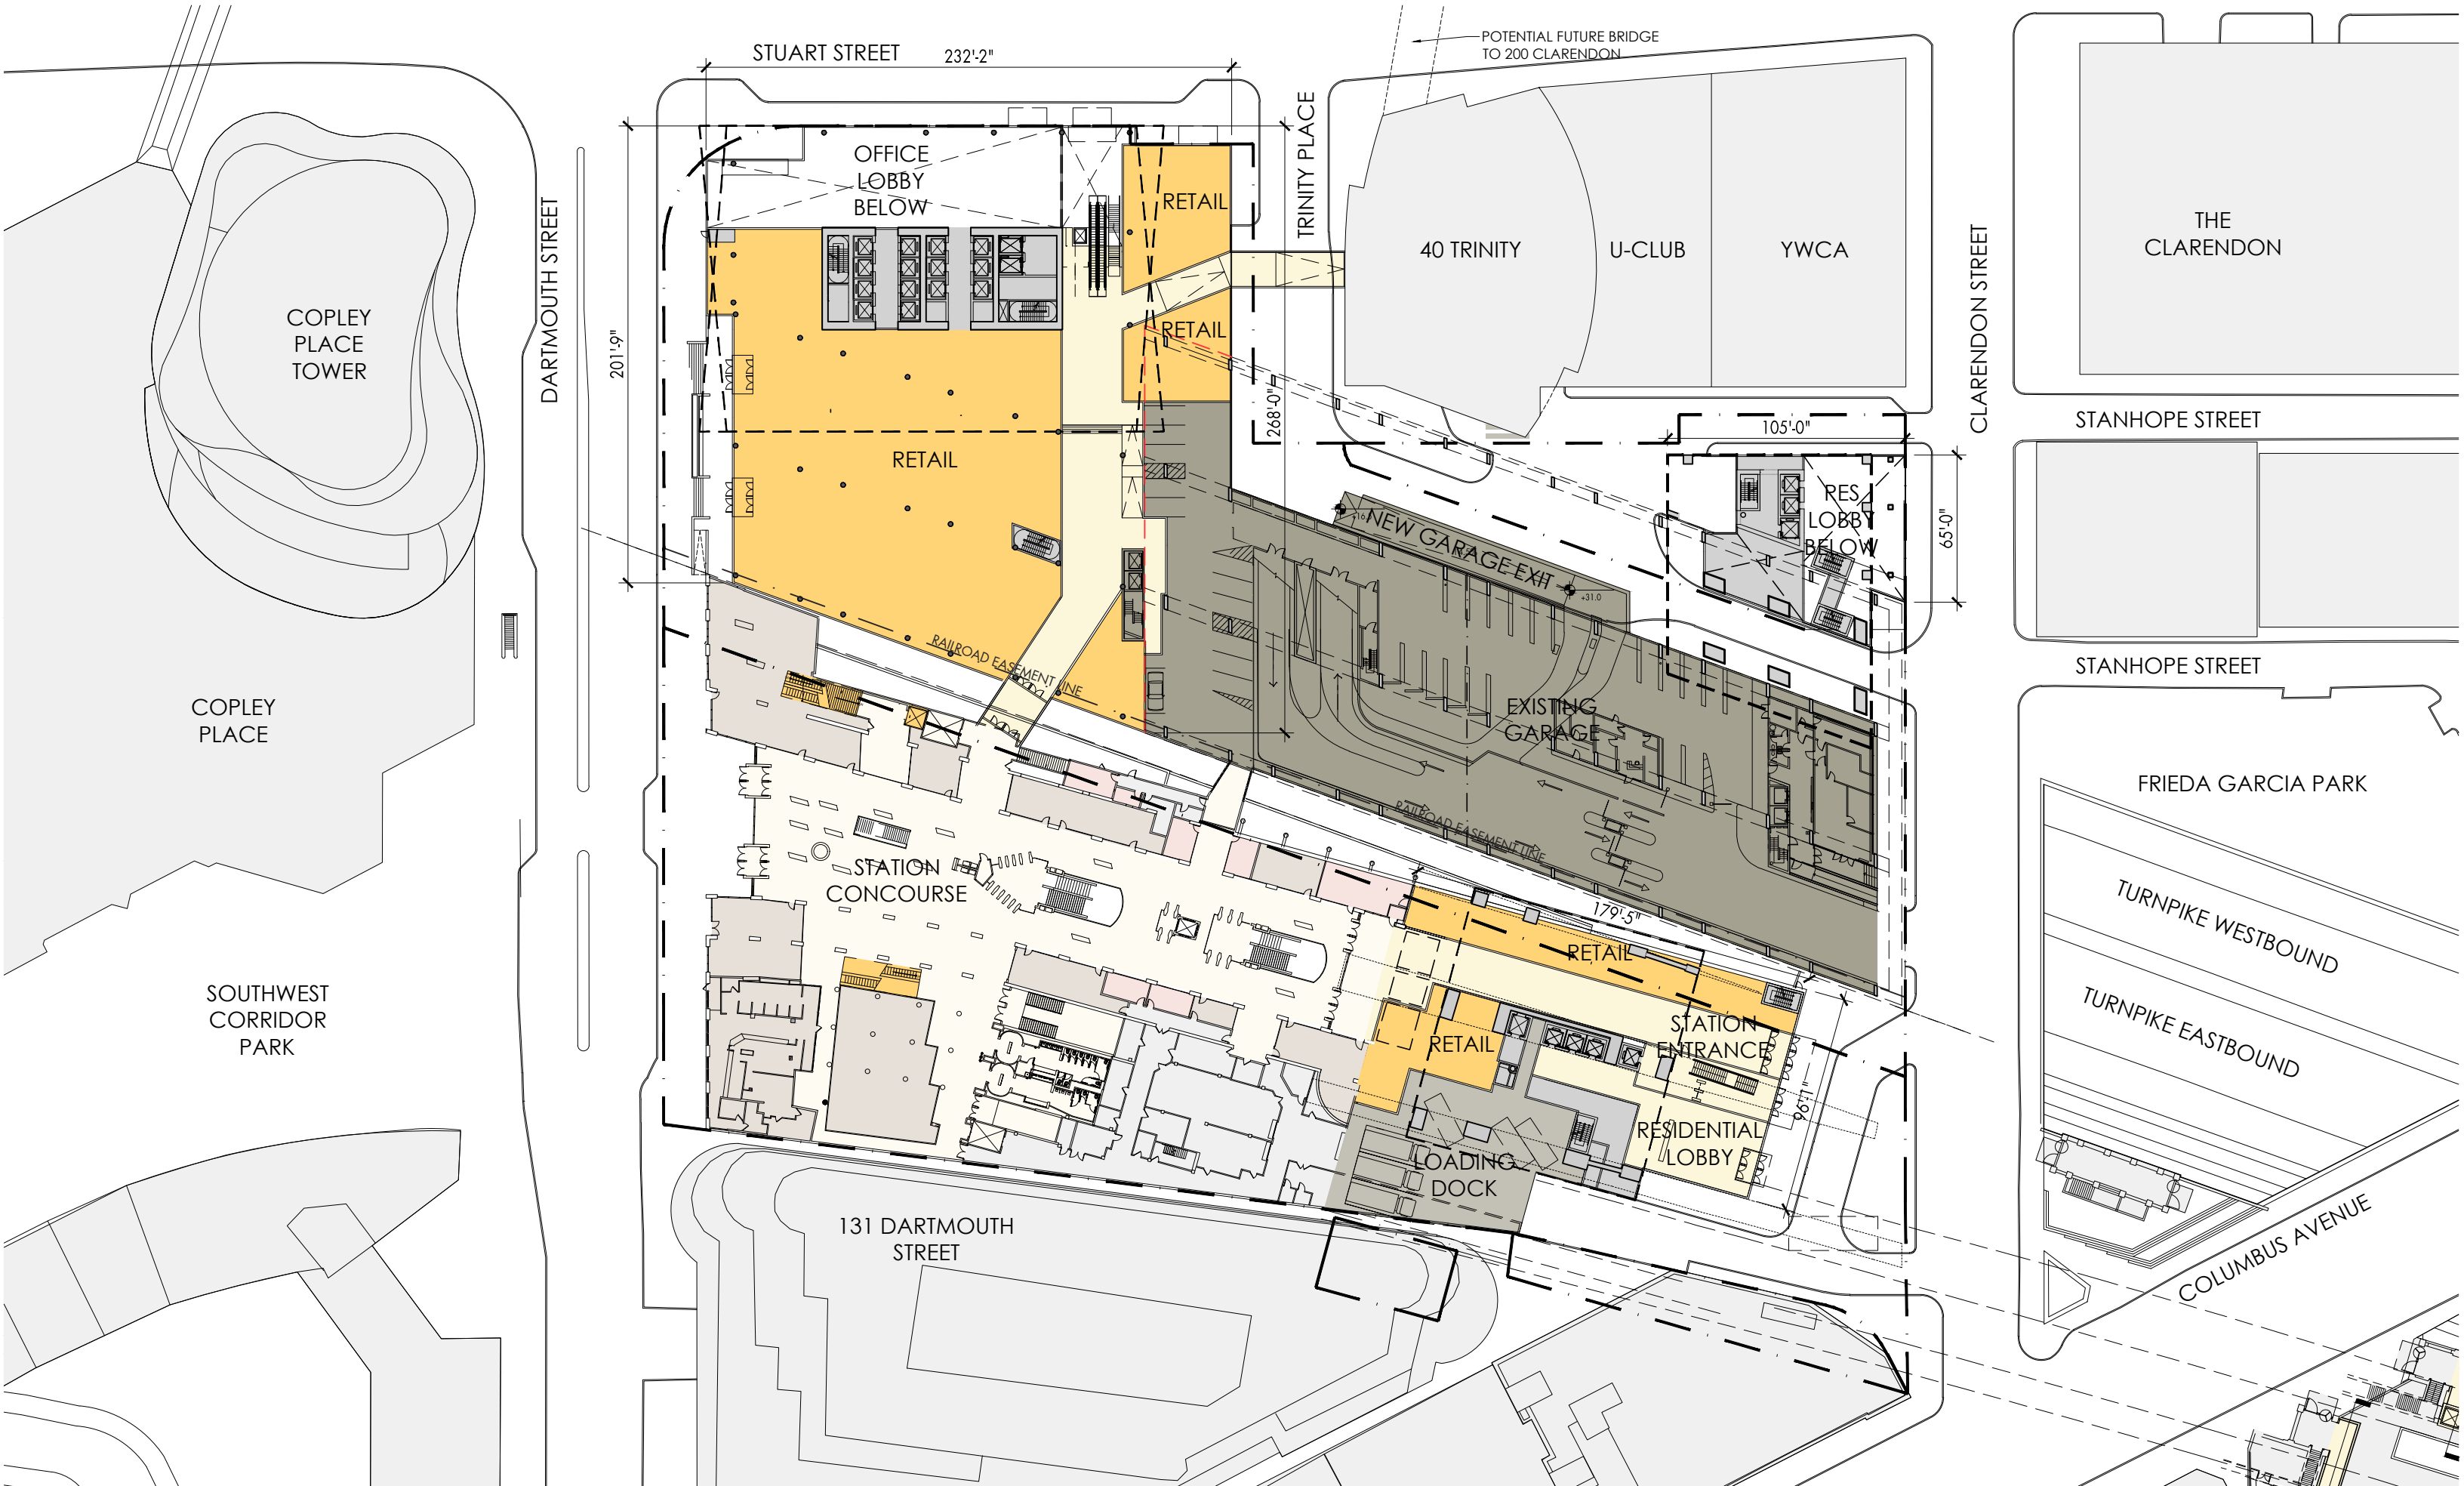 STUART STREET
232'-2"
POTENTIAL FUTURE BRIDGE
TO 200 CLARENDON
TRINITY PLACE
OFFICE
LOBBY
BELOW
RETAIL
40 TRINITY
U-CLUB
YWCA
CLARENDON STREET
THE
CLARENDON
DARTMOUTH STREET
COPLEY
PLACE
TOWER
201'-9"
RETAIL
268'-0"
STANHOPE STREET
105'-0"
RETAIL
RES
LOBBY
BELOW
65'-0"
NEW GARAGE EXIT
+31.0
RAILROAD EASEMENT LINE
STANHOPE STREET
COPLEY
PLACE
EXISTING
GARAGE
FRIEDA GARCIA PARK
RAILROAD EASEMENT LINE
STATION
CONCOURSE
179'-5"
TURNPIKE WESTBOUND
RETAIL
SOUTHWEST
CORRIDOR
PARK
TURNPIKE EASTBOUND
STATION
ENTRANCE
RETAIL
96'-1"
RESIDENTIAL
LOBBY
LOADING
DOCK
131 DARTMOUTH
STREET
COLUMBUS AVENUE